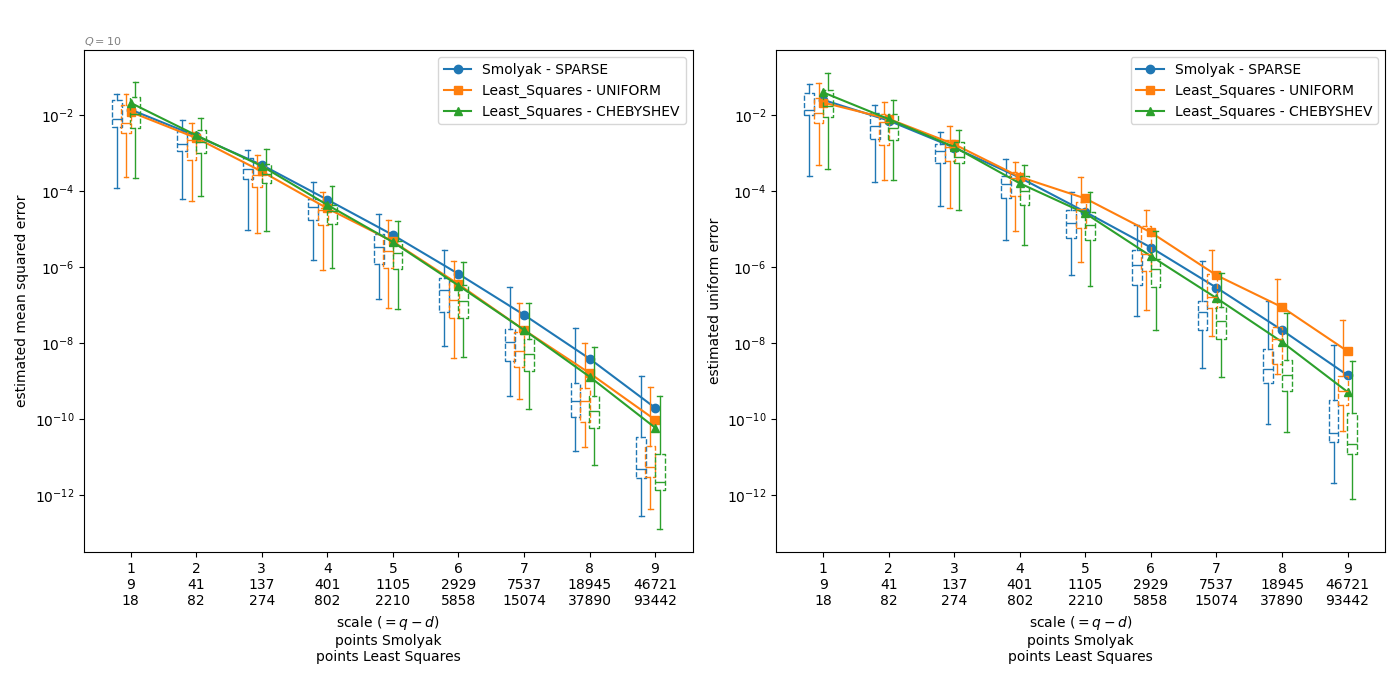 Q = 10
Smolyak - SPARSE
Least_Squares - UNIFORM
Least_Squares - CHEBYSHEV
estimated mean squared error
10⁻²
10⁻⁴
10⁻⁶
10⁻⁸
10⁻¹⁰
10⁻¹²
1 2 3 4 5 6 7 8 9
9 41 137 401 1105 2929 7537 18945 46721
18 82 274 802 2210 5858 15074 37890 93442
scale (= q − d)
points Smolyak
points Least Squares
Smolyak - SPARSE
Least_Squares - UNIFORM
Least_Squares - CHEBYSHEV
estimated uniform error
10⁻²
10⁻⁴
10⁻⁶
10⁻⁸
10⁻¹⁰
10⁻¹²
1 2 3 4 5 6 7 8 9
9 41 137 401 1105 2929 7537 18945 46721
18 82 274 802 2210 5858 15074 37890 93442
scale (= q − d)
points Smolyak
points Least Squares